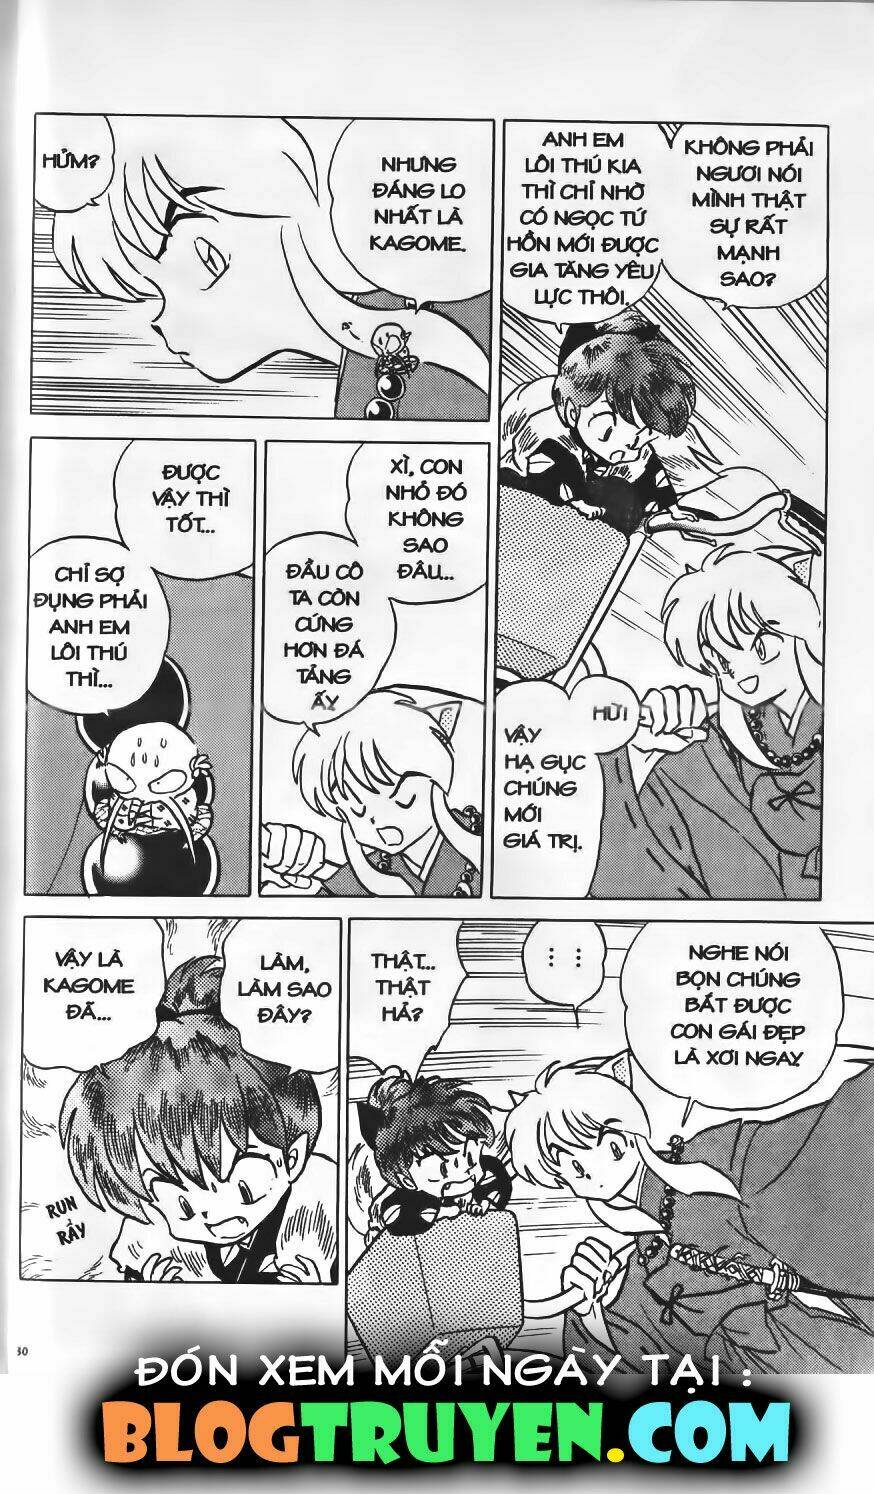 KHÔNG PHẢI
NGƯƠI NÓI
MÌNH THẬT
SỰ RẤT
MẠNH
SAO?
ANH EM
LÔI THÚ KIA
THÌ CHỈ NHỜ
CÓ NGỌC TỨ
HỒN MỚI ĐƯỢC
GIA TĂNG YÊU
LỰC THÔI.
HỪ!
VẬY
HẠ GỤC
CHÚNG
MỚI
GIÁ TRỊ.
NHƯNG
ĐÁNG LO
NHẤT LÀ
KAGOME.
HỬM?
XÌ, CON
NHỎ ĐÓ
KHÔNG
SAO
ĐÂU...
ĐẦU CÔ
TA CÒN
CỨNG
HƠN ĐÁ
TẢNG
ẤY
ĐƯỢC
VẬY THÌ
TỐT...
CHỈ SỢ
ĐỤNG PHẢI
ANH EM
LÔI THÚ
THÌ...
NGHE NÓI
BỌN CHÚNG
BẮT ĐƯỢC
CON GÁI ĐẸP
LÀ XƠI NGAY.
...
THẬT...
THẬT
HẢ?
LÀM,
LÀM SAO
ĐÂY?
VẬY LÀ
KAGOME
ĐÃ...
RUN
RẨY
30
ĐÓN XEM MỖI NGÀY TẠI :
BLOGTRUYEN.COM